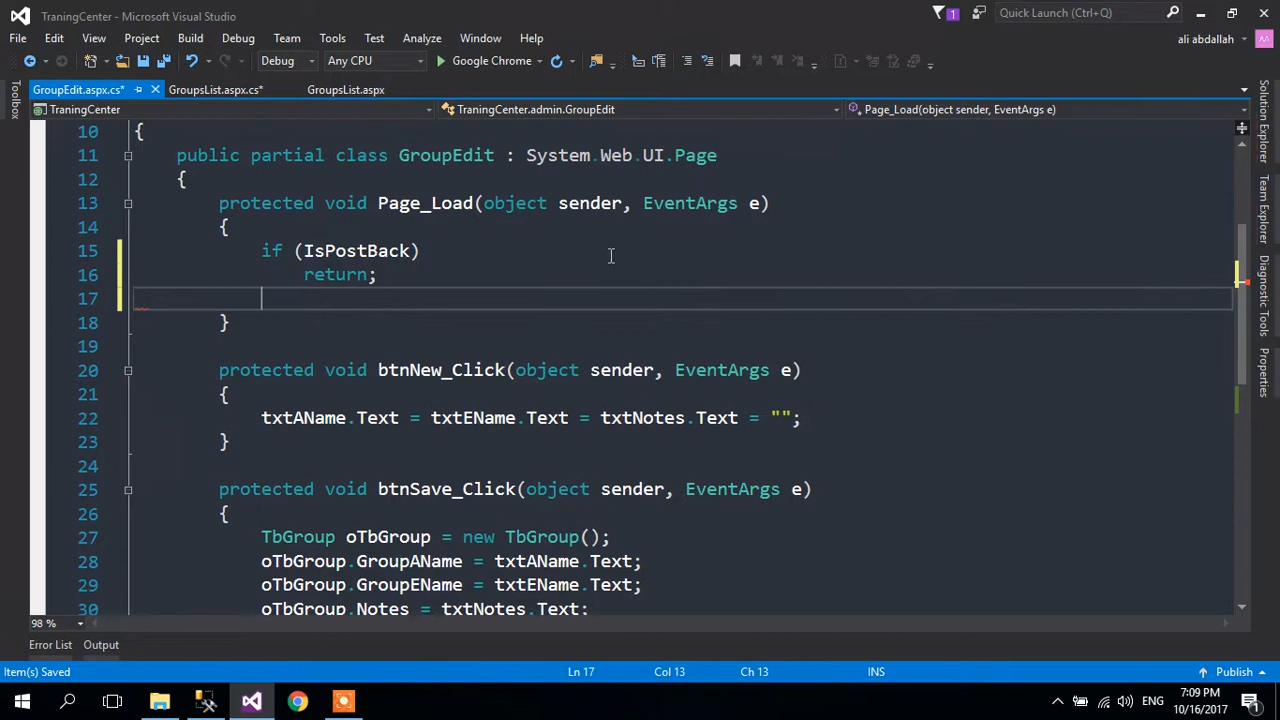 TraningCenter - Microsoft Visual Studio
1
Quick Launch (Ctrl+Q)
File Edit View Project Build Debug Team Tools Test Analyze Window Help
ali abdallah
Debug Any CPU Google Chrome
GroupEdit.aspx.cs* GroupsList.aspx.cs* GroupsList.aspx
TraningCenter TraningCenter.admin.GroupEdit Page_Load(object sender, EventArgs e)
Toolbox
Solution Explorer
Team Explorer
Diagnostic Tools
Properties
10 {
11 public partial class GroupEdit : System.Web.UI.Page
12 {
13 protected void Page_Load(object sender, EventArgs e)
14 {
15 if (IsPostBack)
16 return;
17
18 }
19
20 protected void btnNew_Click(object sender, EventArgs e)
21 {
22 txtAName.Text = txtEName.Text = txtNotes.Text = "";
23 }
24
25 protected void btnSave_Click(object sender, EventArgs e)
26 {
27 TbGroup oTbGroup = new TbGroup();
28 oTbGroup.GroupAName = txtAName.Text;
29 oTbGroup.GroupEName = txtEName.Text;
30 oTbGroup.Notes = txtNotes.Text;
98 %
Error List Output
Item(s) Saved Ln 17 Col 13 Ch 13 INS Publish
ENG
7:09 PM
10/16/2017
1